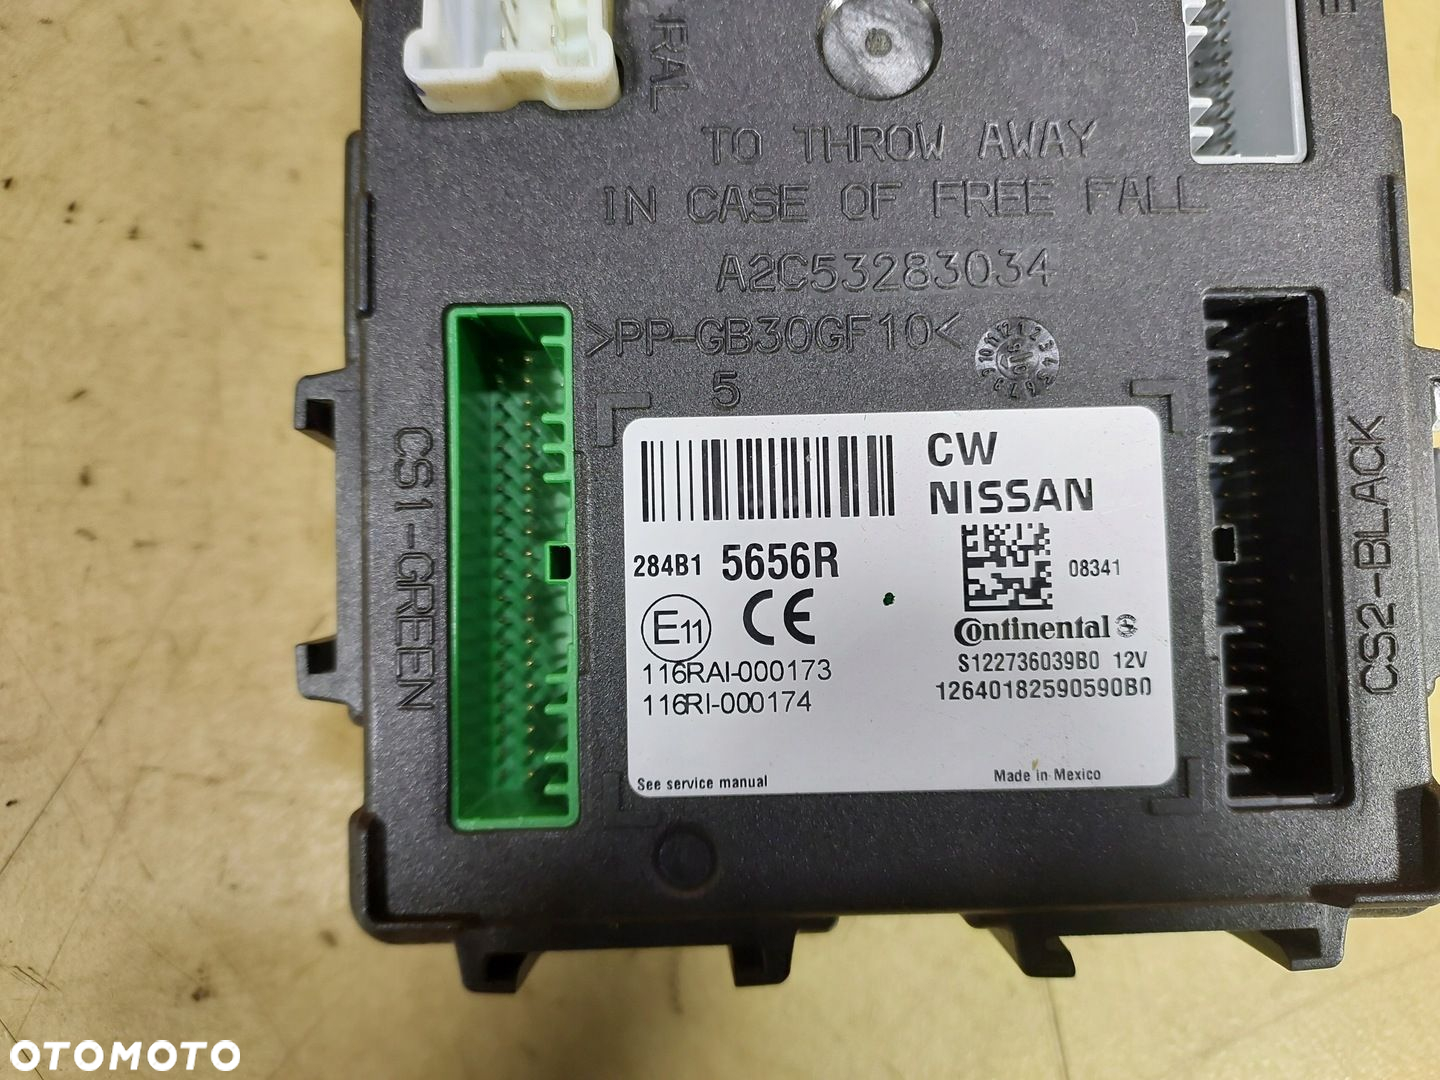 RAL
TO THROW AWAY
IN CASE OF FREE FALL
A2C53283034
>PP-GB30GF10<
5
CS1-GREEN
CS2-BLACK
CW
NISSAN
284B1 5656R
08341
E11 CE
Continental
116RAI-000173
116RI-000174
S122736039B0 12V
12640182590590B0
See service manual
Made in Mexico
OTOMOTO